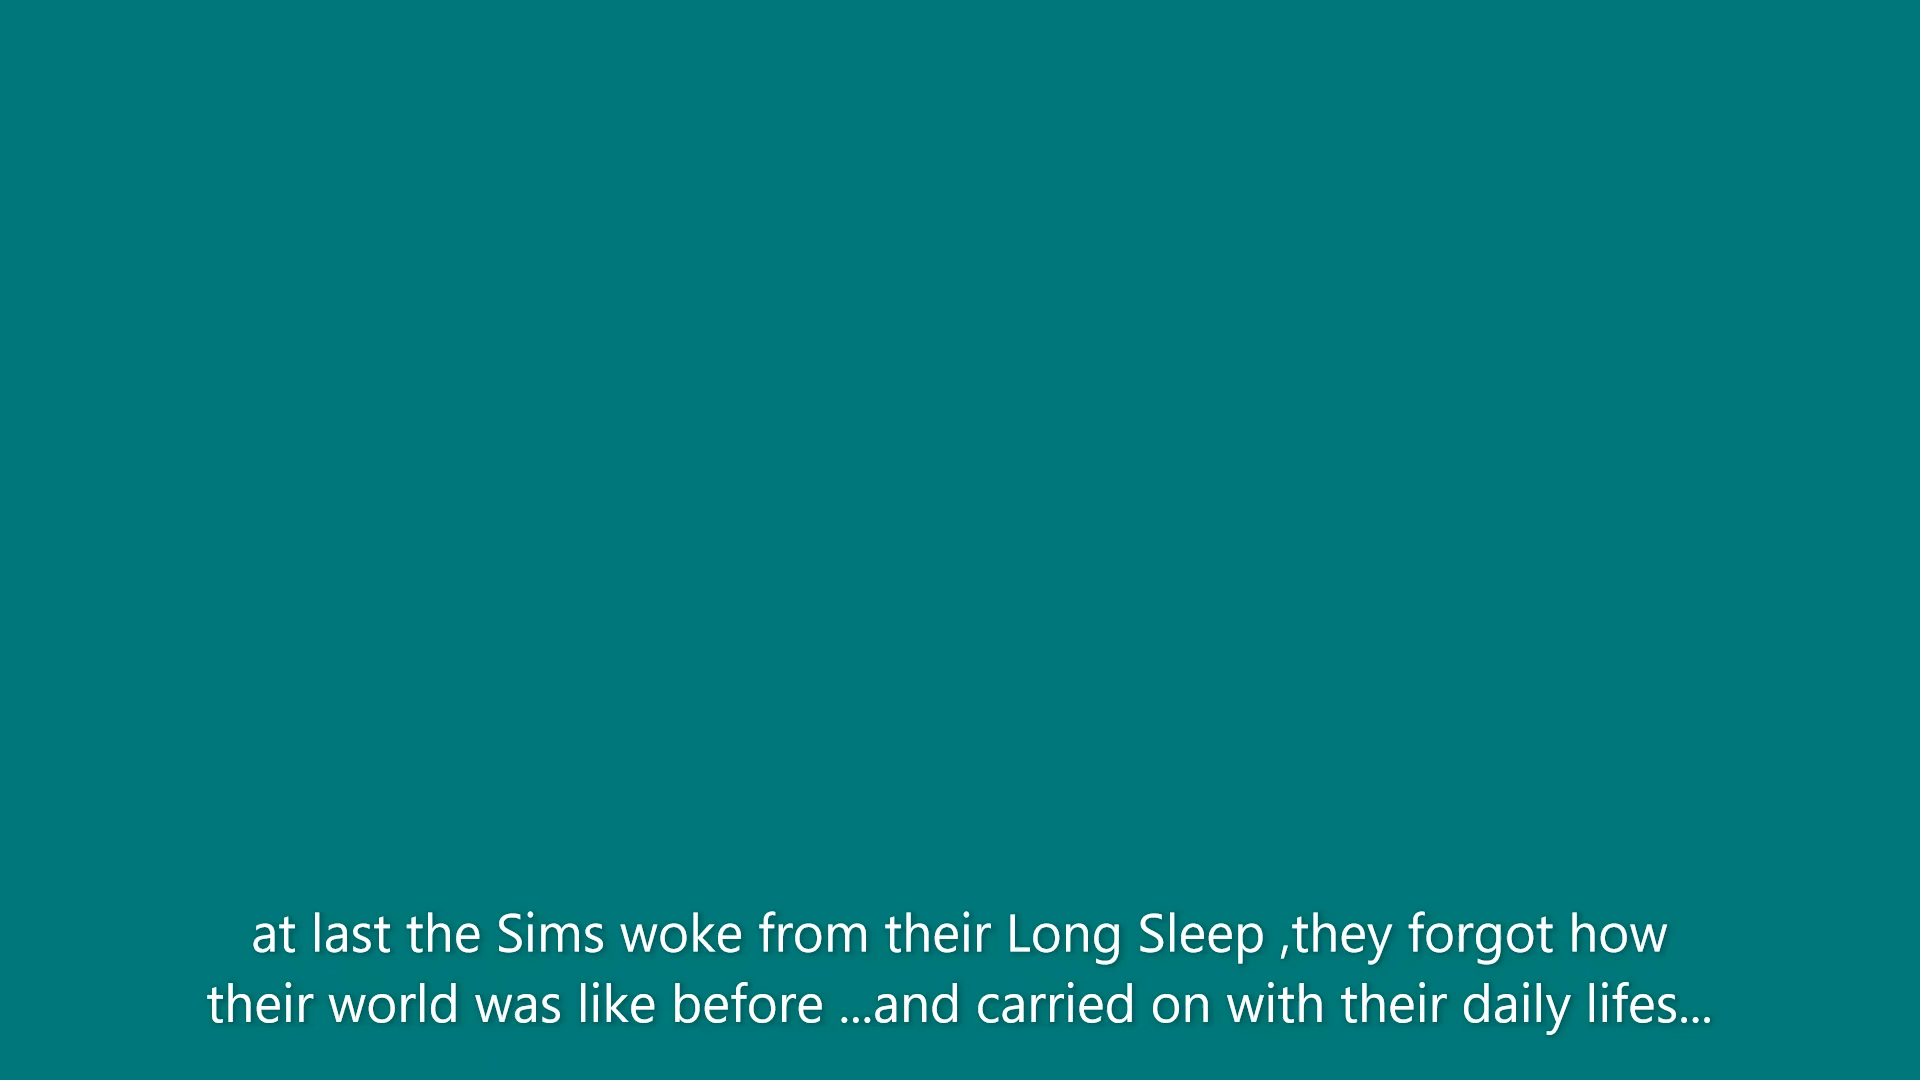 at last the Sims woke from their Long Sleep ,they forgot how
their world was like before ...and carried on with their daily lifes...